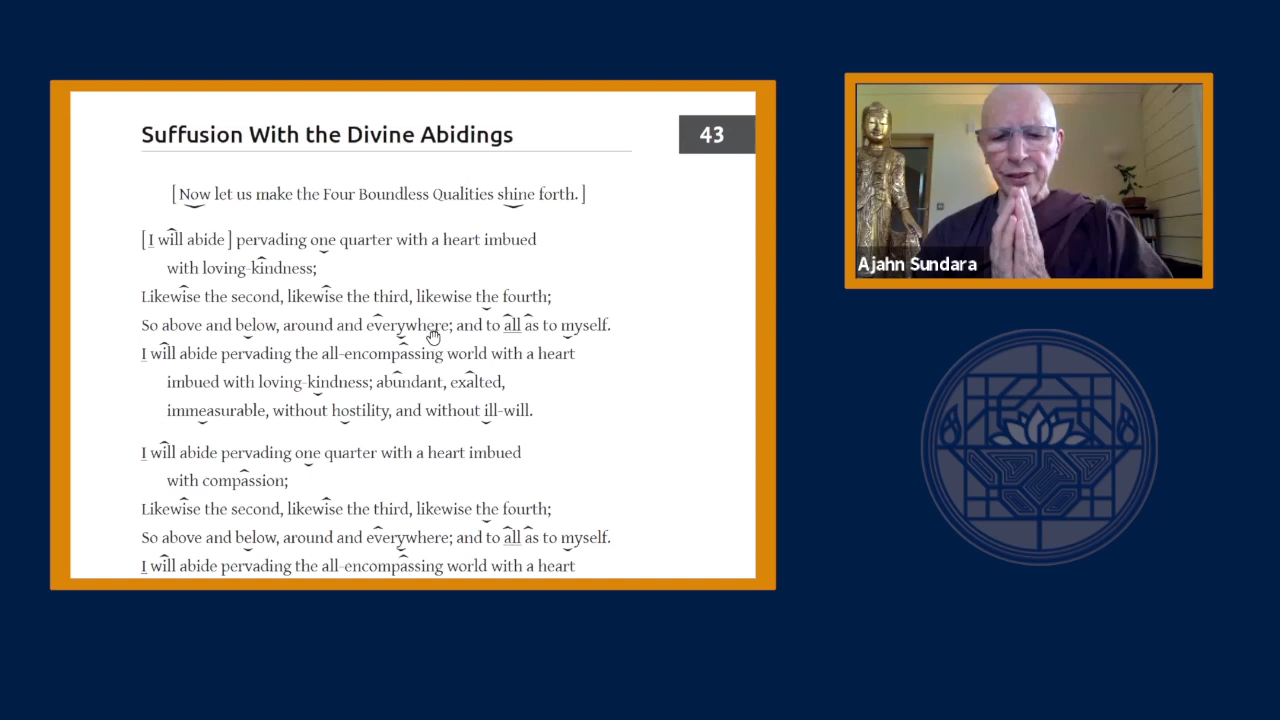 Suffusion With the Divine Abidings
43
[Now let us make the Four Boundless Qualities shine forth.]
[I will abide] pervading one quarter with a heart imbued
with loving-kindness;
Likewise the second, likewise the third, likewise the fourth;
So above and below, around and everywhere; and to all as to myself.
I will abide pervading the all-encompassing world with a heart
imbued with loving-kindness; abundant, exalted,
immeasurable, without hostility, and without ill-will.
I will abide pervading one quarter with a heart imbued
with compassion;
Likewise the second, likewise the third, likewise the fourth;
So above and below, around and everywhere; and to all as to myself.
I will abide pervading the all-encompassing world with a heart
Ajahn Sundara